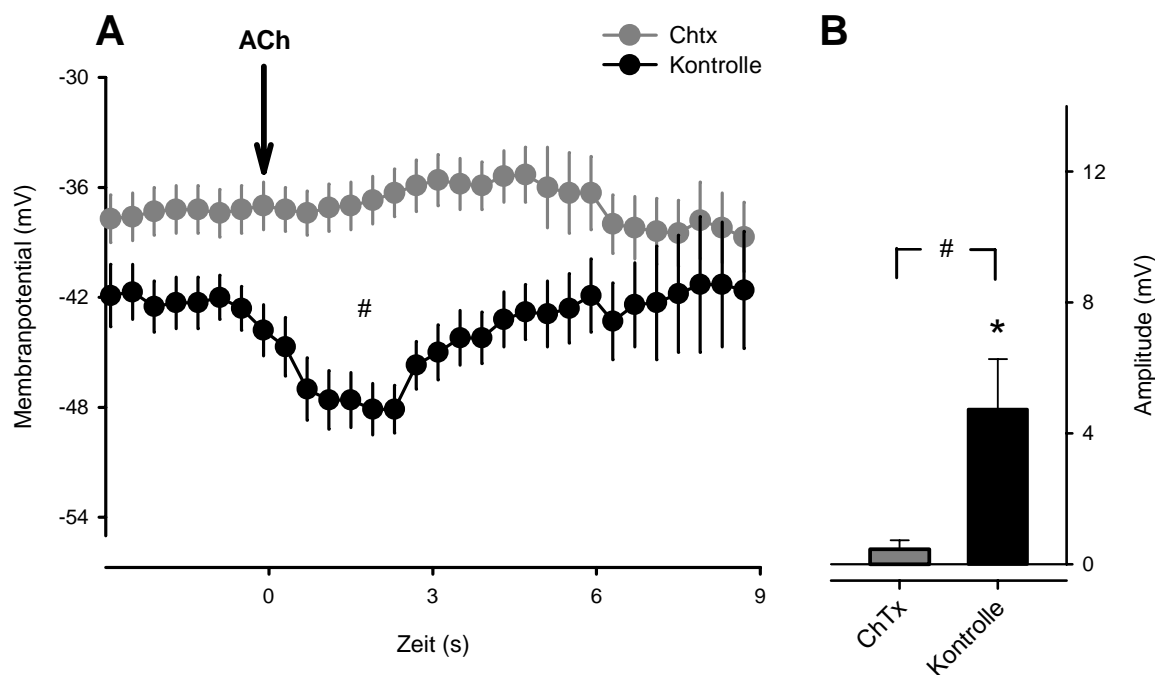 A
ACh
Chtx
Kontrolle
B
Membranpotential (mV)
-30
-36
-42
-48
-54
#
0
3
6
9
Zeit (s)
#
*
12
8
4
0
Amplitude (mV)
ChTx
Kontrolle